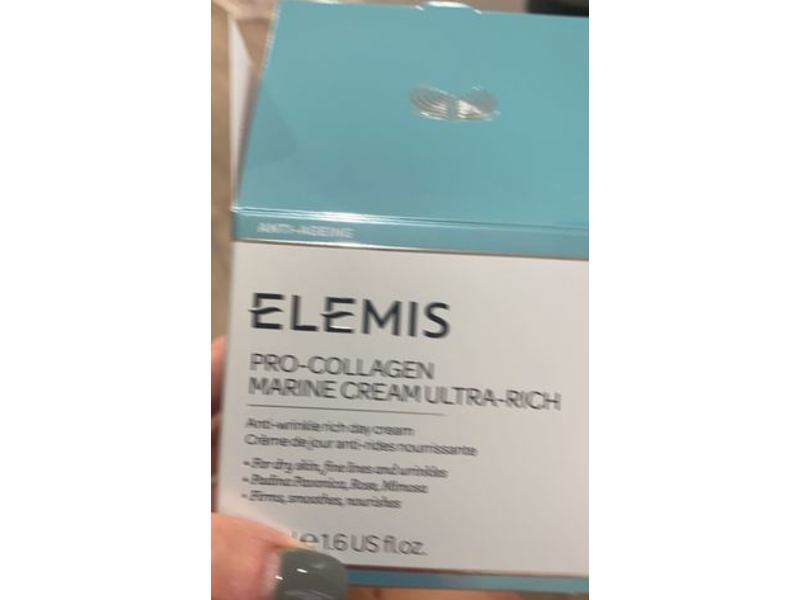 ANTI-AGEING
ELEMIS
PRO-COLLAGEN
MARINE CREAM ULTRA-RICH
Anti-wrinkle rich day cream
Crème de jour anti-rides nourrissante
• For dry skin, fine lines and wrinkles
• Padina Pavonica, Rose, Mimosa
• Firms, smoothes, nourishes
e 1.6 US fl.oz.